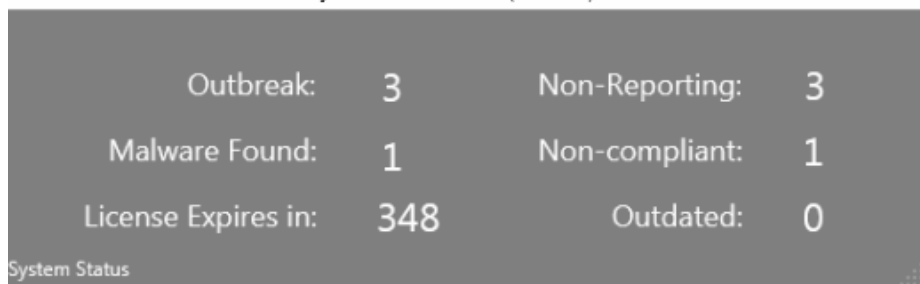 Outbreak: 3 Non-Reporting: 3
Malware Found: 1 Non-compliant: 1
License Expires in: 348 Outdated: 0
System Status